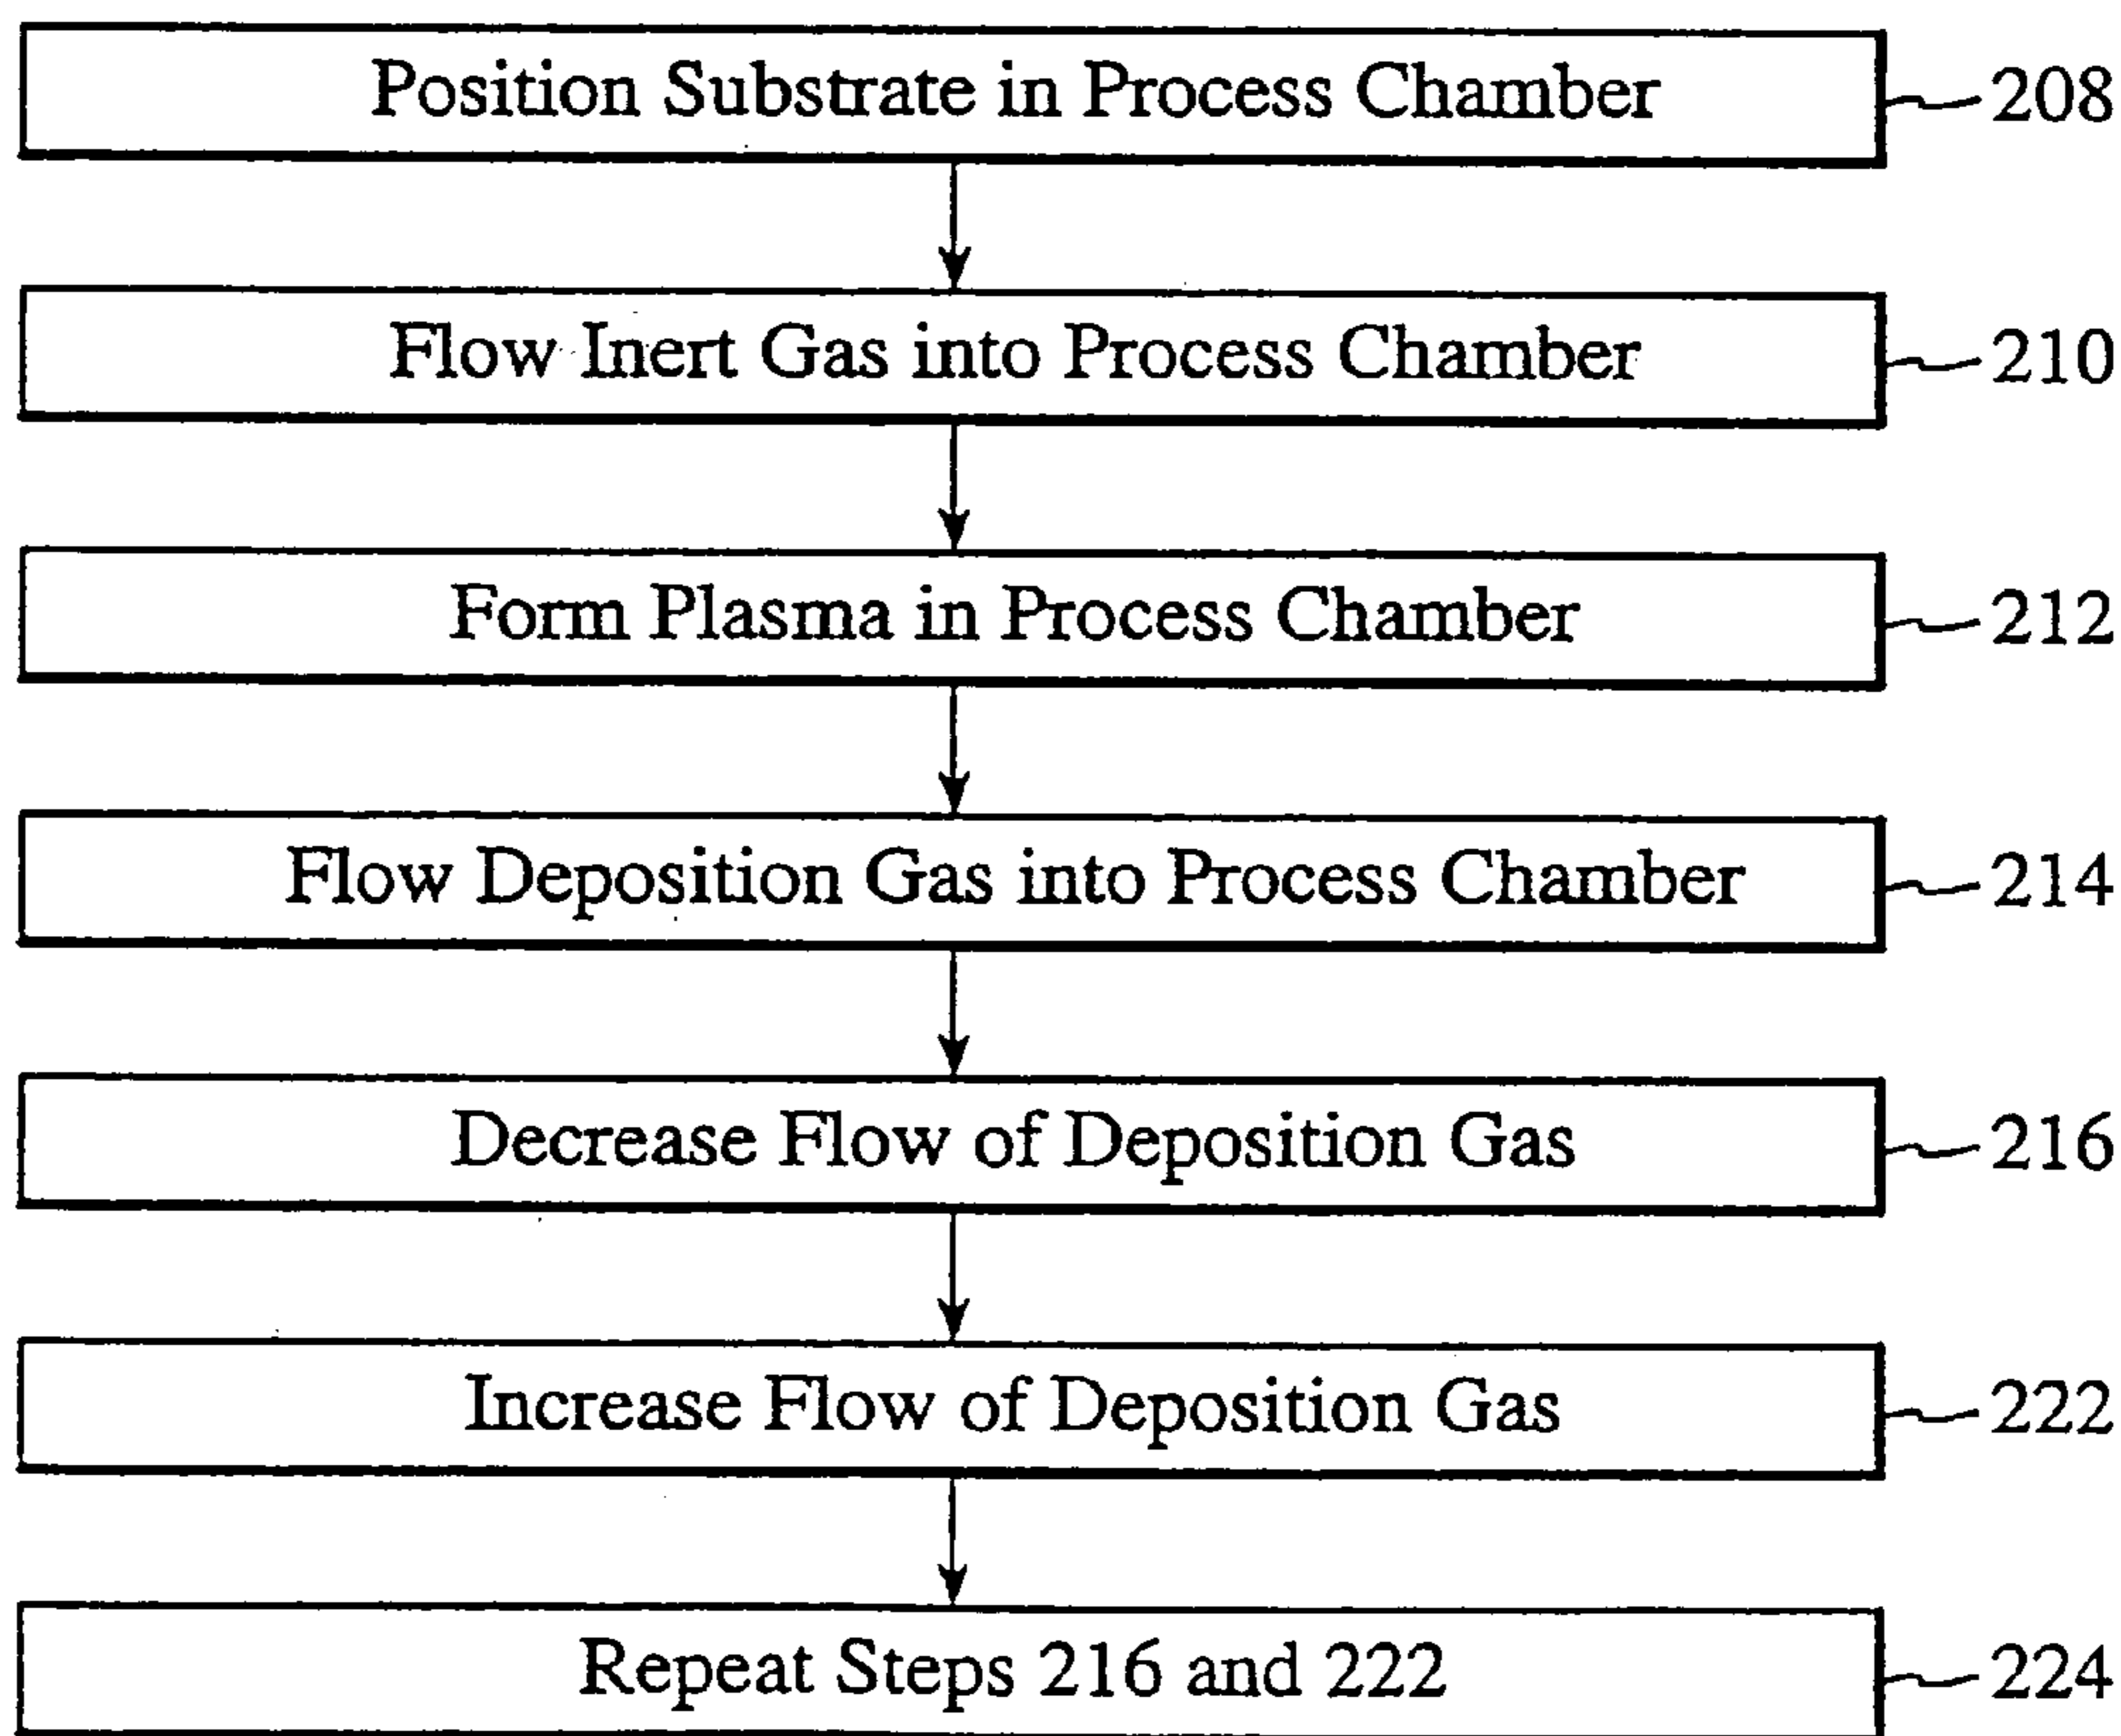 Position Substrate in Process Chamber 208
Flow Inert Gas into Process Chamber 210
Form Plasma in Process Chamber 212
Flow Deposition Gas into Process Chamber 214
Decrease Flow of Deposition Gas 216
Increase Flow of Deposition Gas 222
Repeat Steps 216 and 222 224